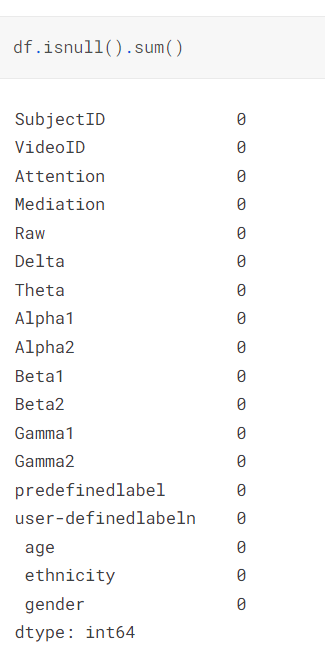 df.isnull().sum()
SubjectID 0
VideoID 0
Attention 0
Mediation 0
Raw 0
Delta 0
Theta 0
Alpha1 0
Alpha2 0
Beta1 0
Beta2 0
Gamma1 0
Gamma2 0
predefinedlabel 0
user-definedlabeln 0
 age 0
 ethnicity 0
 gender 0
dtype: int64